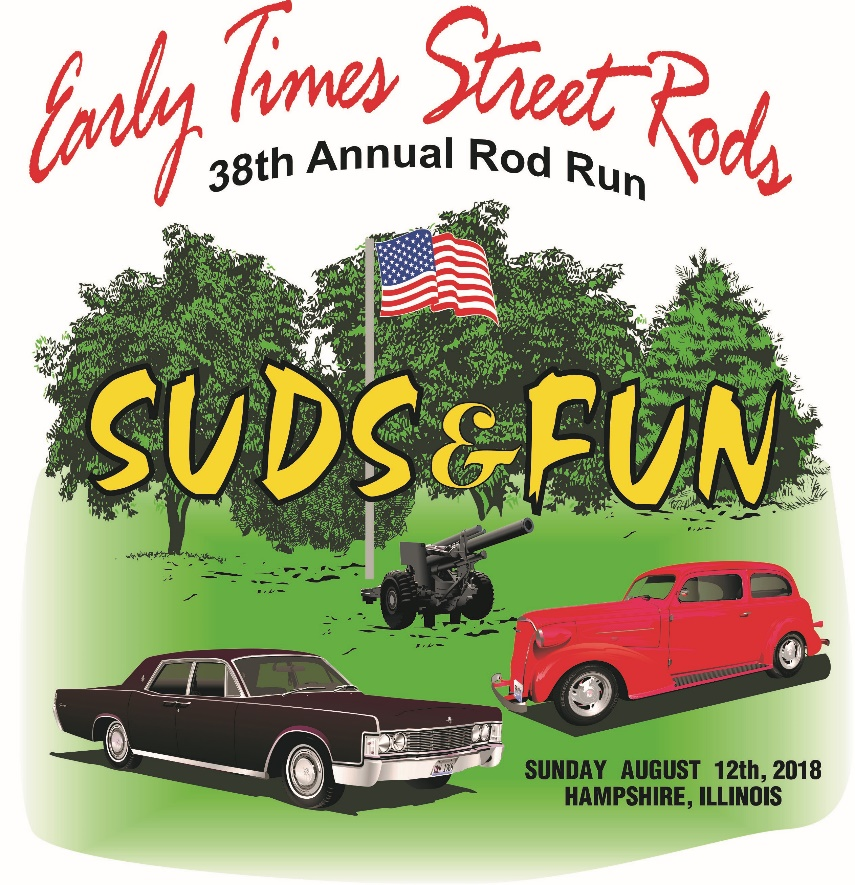 Early Times Street Rods
38th Annual Rod Run
SUDS & FUN
SUNDAY AUGUST 12th, 2018
HAMPSHIRE, ILLINOIS